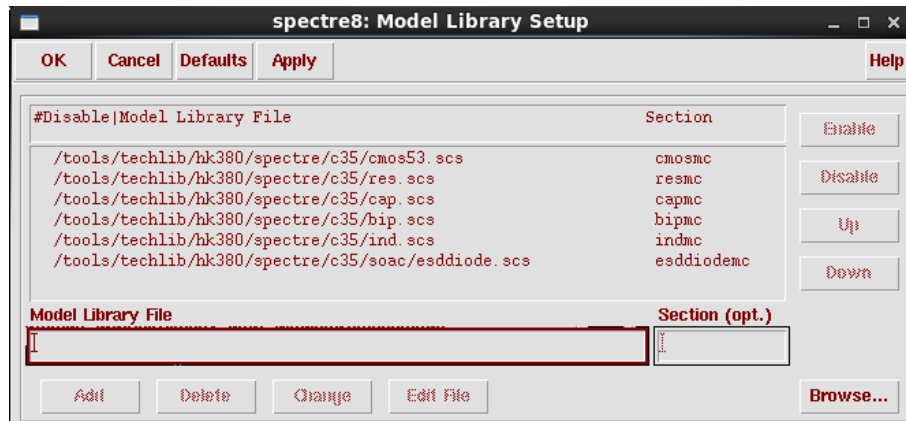 spectre8: Model Library Setup
OK Cancel Defaults Apply Help
#Disable|Model Library File Section
/tools/techlib/hk380/spectre/c35/cmos53.scs cmosmc
/tools/techlib/hk380/spectre/c35/res.scs resmc
/tools/techlib/hk380/spectre/c35/cap.scs capmc
/tools/techlib/hk380/spectre/c35/bip.scs bipmc
/tools/techlib/hk380/spectre/c35/ind.scs indmc
/tools/techlib/hk380/spectre/c35/soac/esddiode.scs esddiodemc
Enable
Disable
Up
Down
Model Library File Section (opt.)
Add Delete Change Edit File Browse...